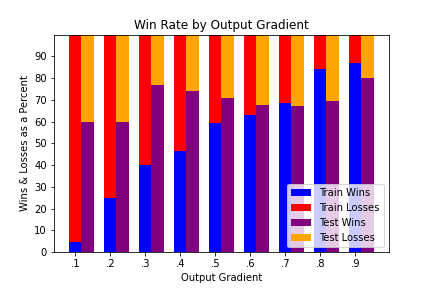 Win Rate by Output Gradient
Wins & Losses as a Percent
90
80
70
60
50
40
30
20
10
0
.1 .2 .3 .4 .5 .6 .7 .8 .9
Output Gradient
Train Wins
Train Losses
Test Wins
Test Losses